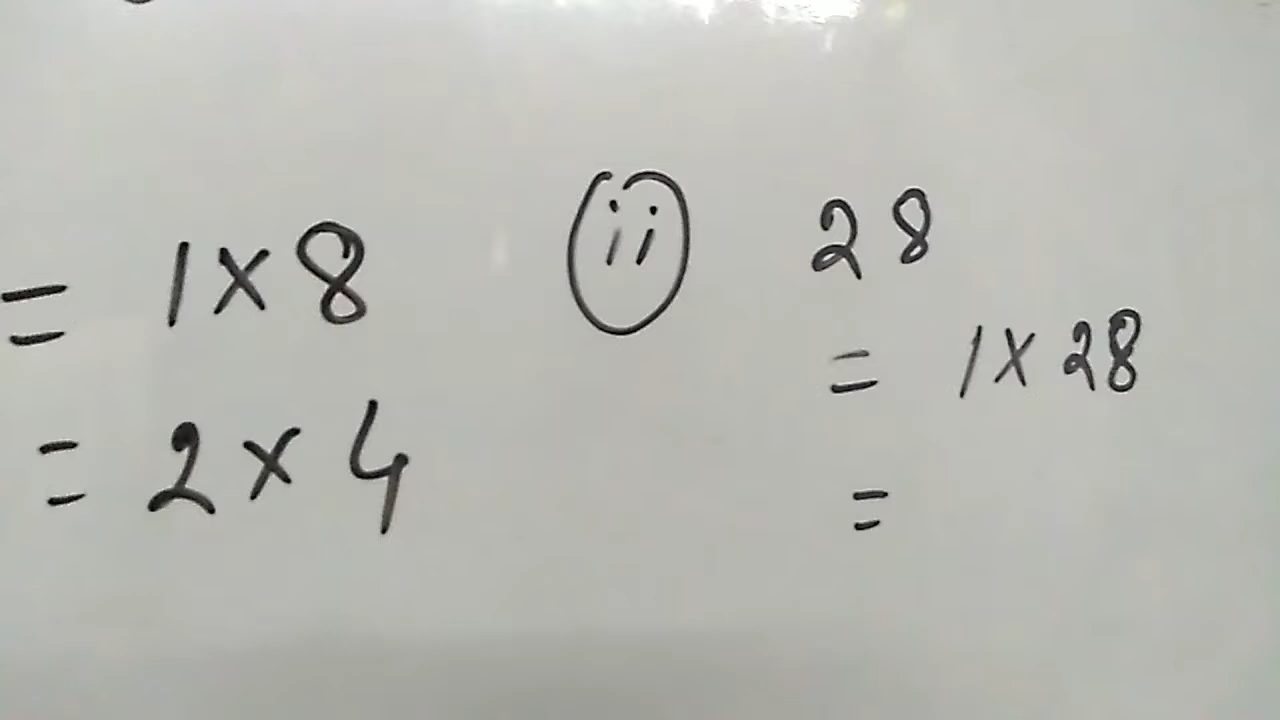 = 1 x 8
= 2 x 4
ii
28
= 1 x 28
=